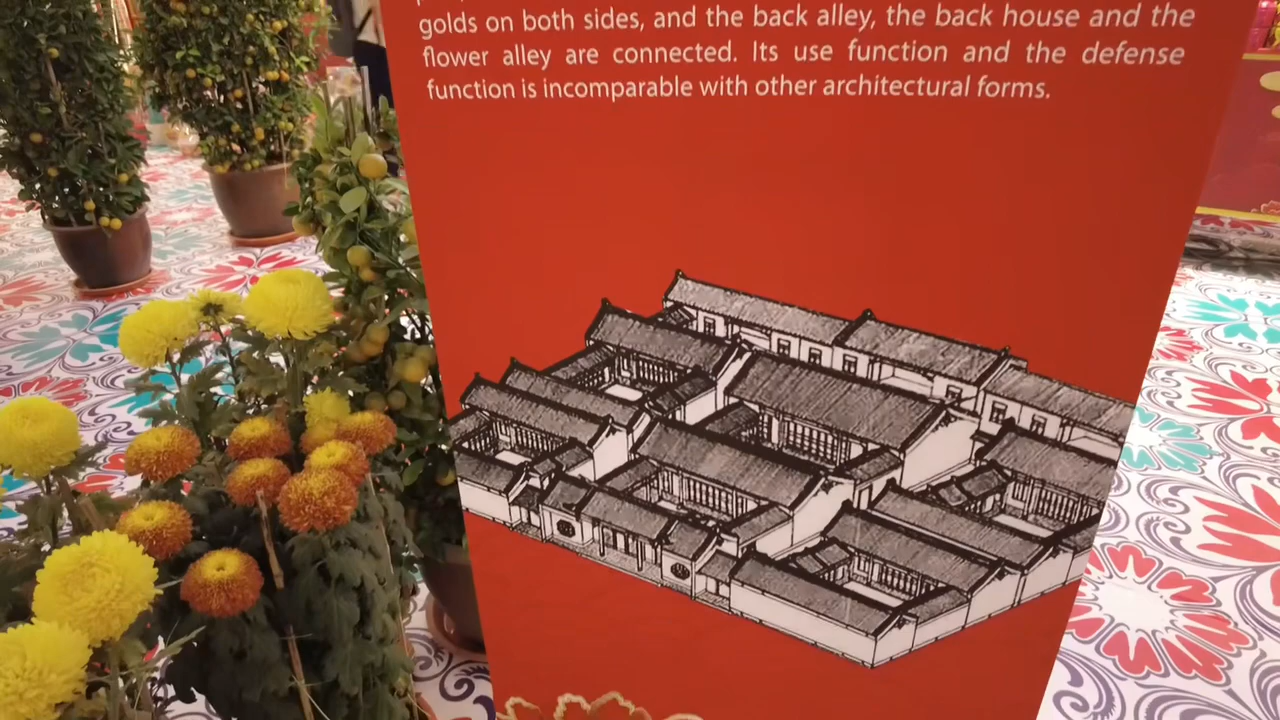 golds on both sides, and the back alley, the back house and the
flower alley are connected. Its use function and the defense
function is incomparable with other architectural forms.